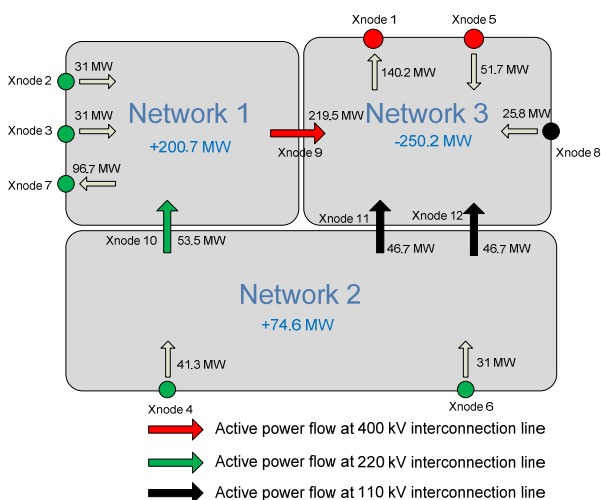 Xnode 1
Xnode 5
Xnode 2
31 MW
140.2 MW
51.7 MW
Network 1
+200.7 MW
Network 3
-250.2 MW
Xnode 3
31 MW
219.5 MW
Xnode 9
25.8 MW
Xnode 8
Xnode 7
96.7 MW
Xnode 10
53.5 MW
Xnode 11
46.7 MW
Xnode 12
46.7 MW
Network 2
+74.6 MW
41.3 MW
31 MW
Xnode 4
Xnode 6
Active power flow at 400 kV interconnection line
Active power flow at 220 kV interconnection line
Active power flow at 110 kV interconnection line